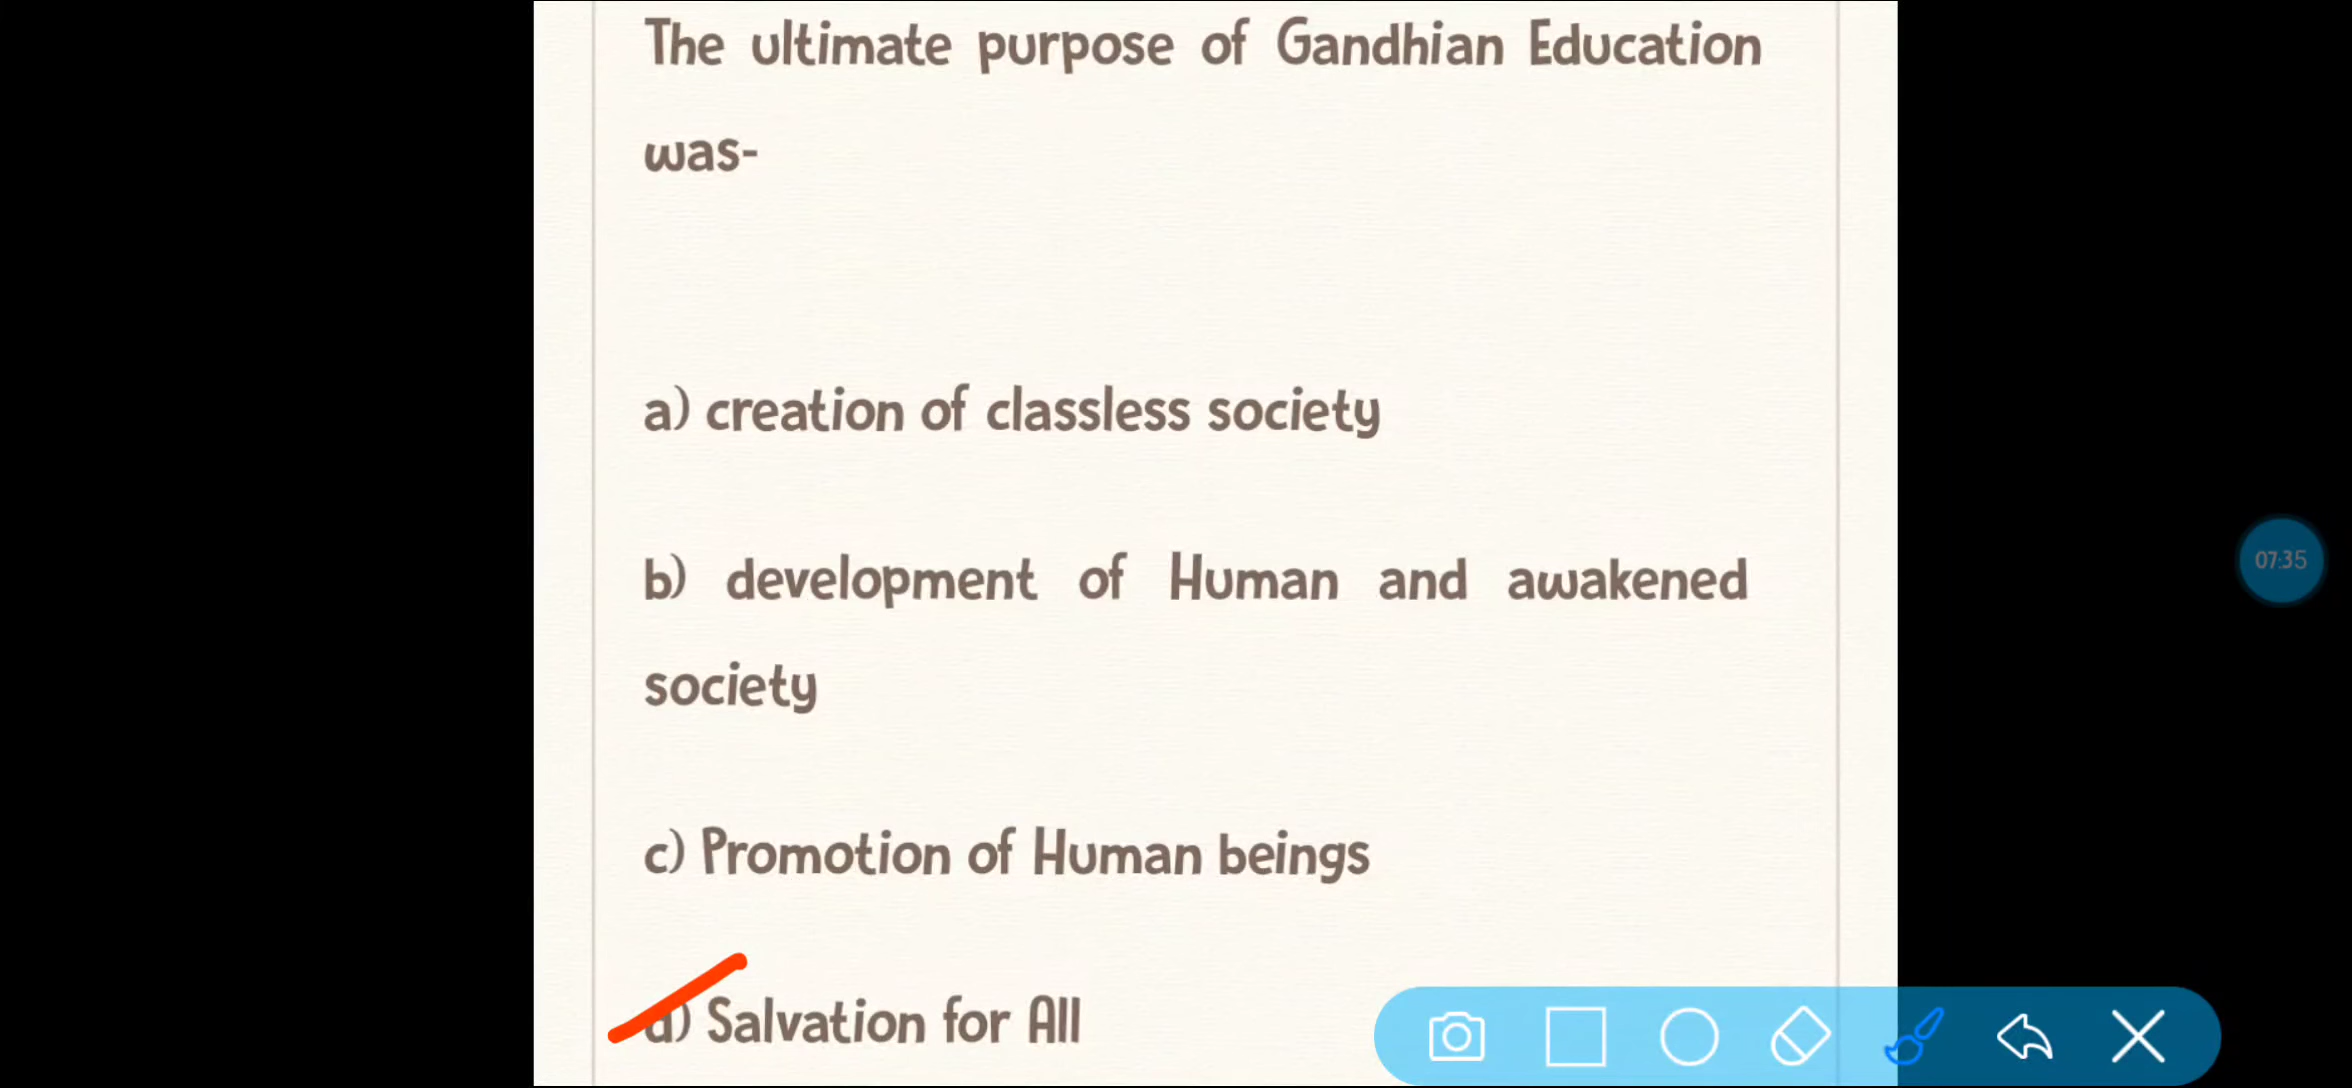 The ultimate purpose of Gandhian Education
was-
a) creation of classless society
b) development of Human and awakened
society
c) Promotion of Human beings
07:35
d) Salvation for All